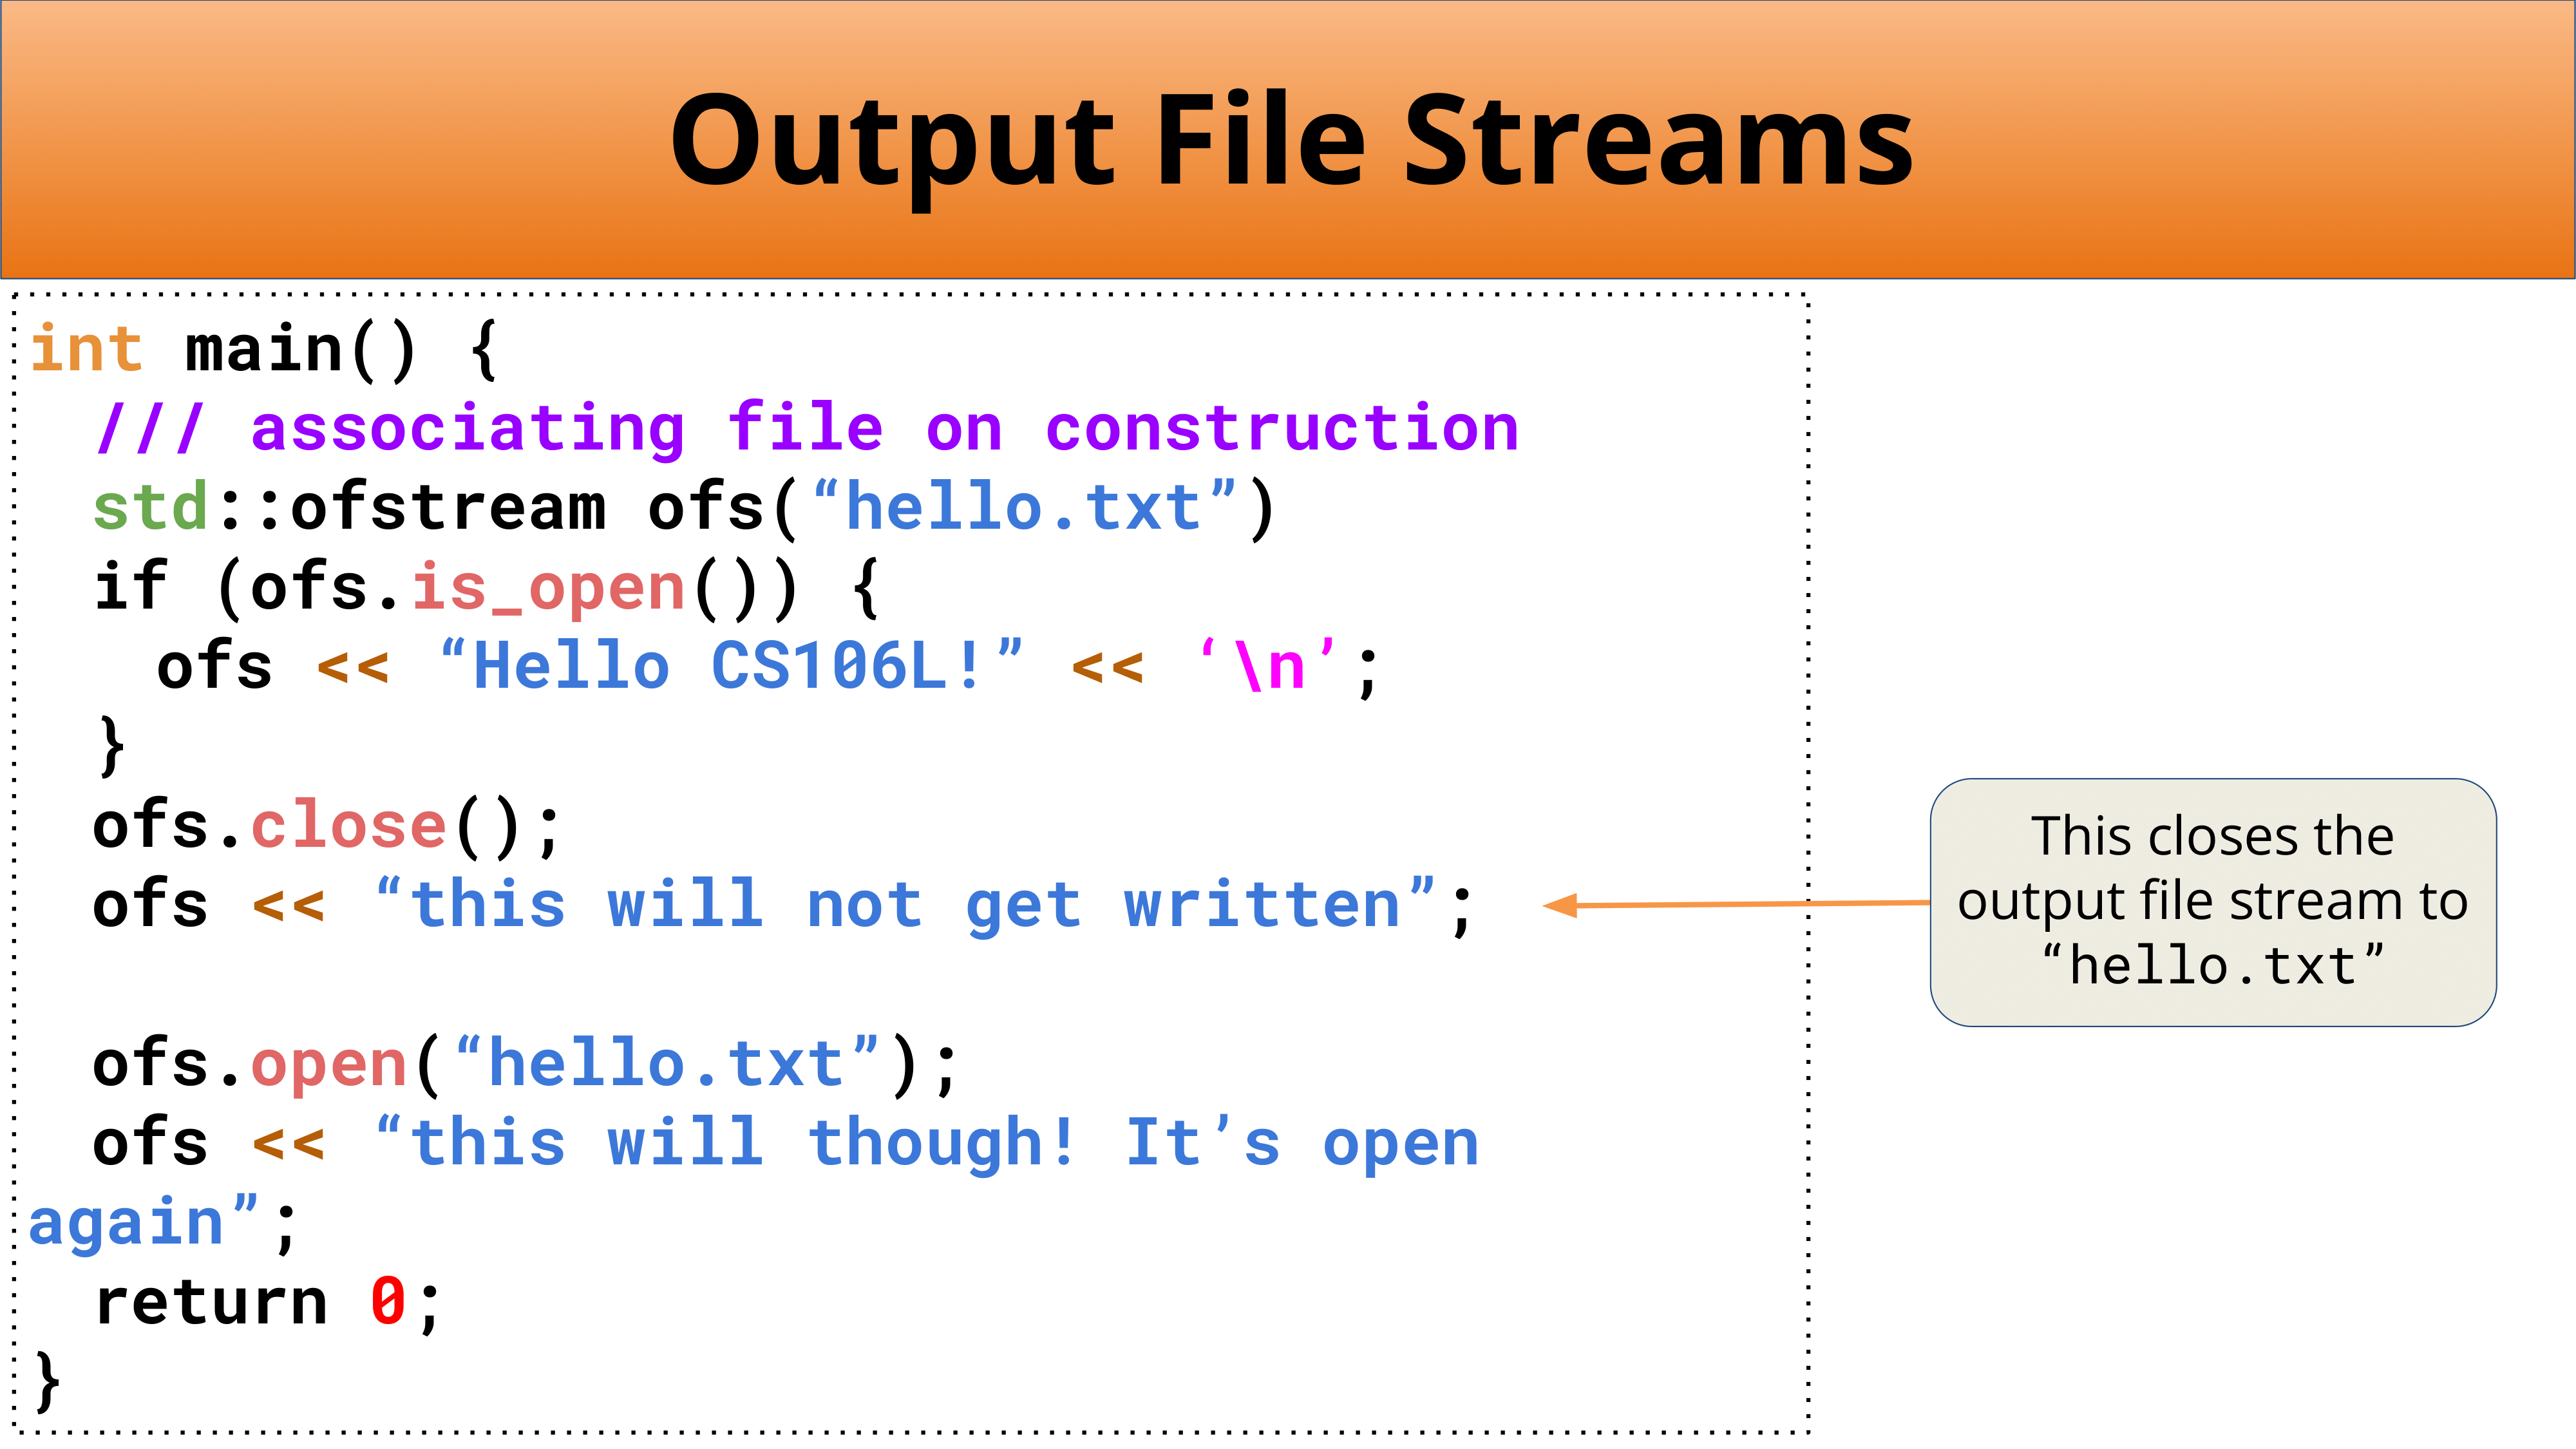 Output File Streams
int main() {
/// associating file on construction
std::ofstream ofs(“hello.txt”)
if (ofs.is_open()) {
ofs << “Hello CS106L!” << ‘\n’;
}
ofs.close();
ofs << “this will not get written”;
ofs.open(“hello.txt”);
ofs << “this will though! It’s open
again”;
return 0;
}
This closes the
output file stream to
“hello.txt”